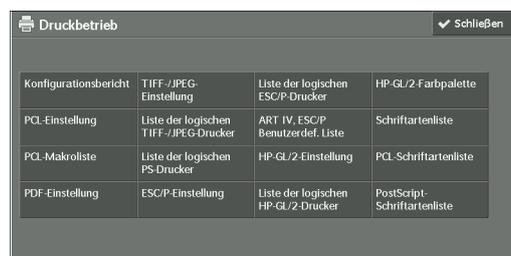 Druckbetrieb
Schließen
Konfigurationsbericht
TIFF-/JPEG-
Einstellung
Liste der logischen
ESC/P-Drucker
HP-GL/2-Farbpalette
PCL-Einstellung
Liste der logischen
TIFF-/JPEG-Drucker
ART IV, ESC/P
Benutzerdef. Liste
Schriftartenliste
PCL-Makroliste
Liste der logischen
PS-Drucker
HP-GL/2-Einstellung
PCL-Schriftartenliste
PDF-Einstellung
ESC/P-Einstellung
Liste der logischen
HP-GL/2-Drucker
PostScript-
Schriftartenliste